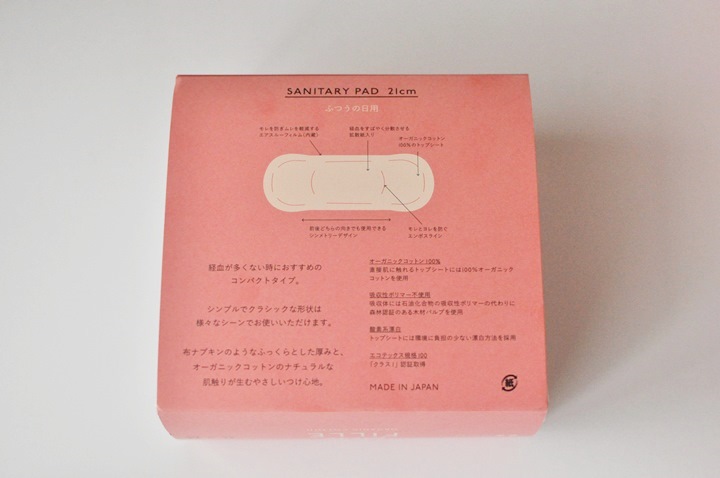 SANITARY PAD 21cm
ふつうの日用
モレを防ぎムレを軽減する
エアスルーフィルム(内蔵)
経血をすばやく分散させる
拡散紙入り
オーガニックコットン
100%のトップシート
前後どちらの向きでも使用できる
シンメトリーデザイン
モレとヨレを防ぐ
エンボスライン
経血が多くない時におすすめの
コンパクトタイプ。
シンプルでクラシックな形状は
様々なシーンでお使いいただけます。
布ナプキンのようなふっくらとした厚みと、
オーガニックコットンのナチュラルな
肌触りが生むやさしいつけ心地。
オーガニックコットン100%
直接肌に触れるトップシートには100%オーガニック
コットンを使用
吸収性ポリマー不使用
吸収体には石油化合物の吸収性ポリマーの代わりに
森林認証のある木材パルプを使用
酸素系漂白
トップシートには環境に負担の少ない漂白方法を採用
エコテックス規格100
「クラス1」認証取得
MADE IN JAPAN
紙